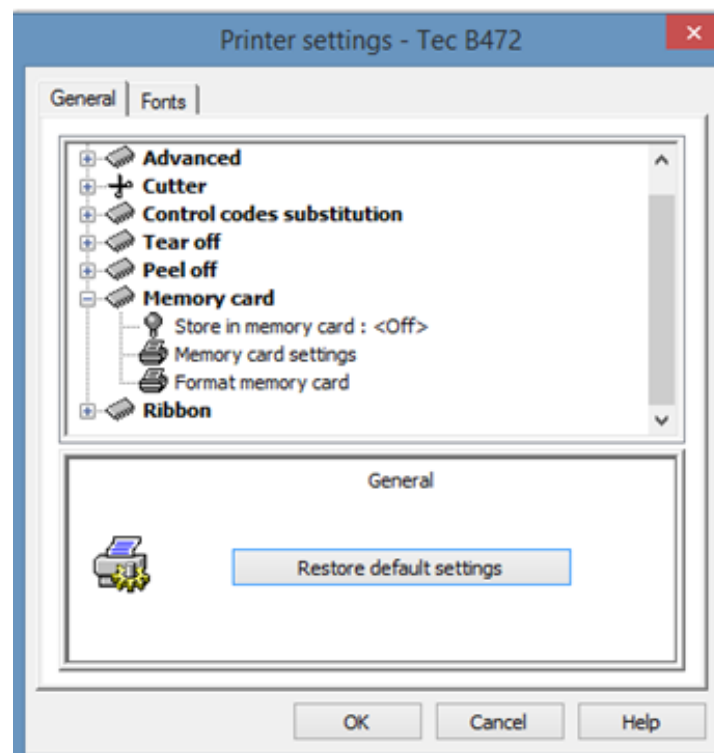 Printer settings - Tec B472
General
Fonts
Advanced
Cutter
Control codes substitution
Tear off
Peel off
Memory card
Store in memory card : <Off>
Memory card settings
Format memory card
Ribbon
General
Restore default settings
OK
Cancel
Help